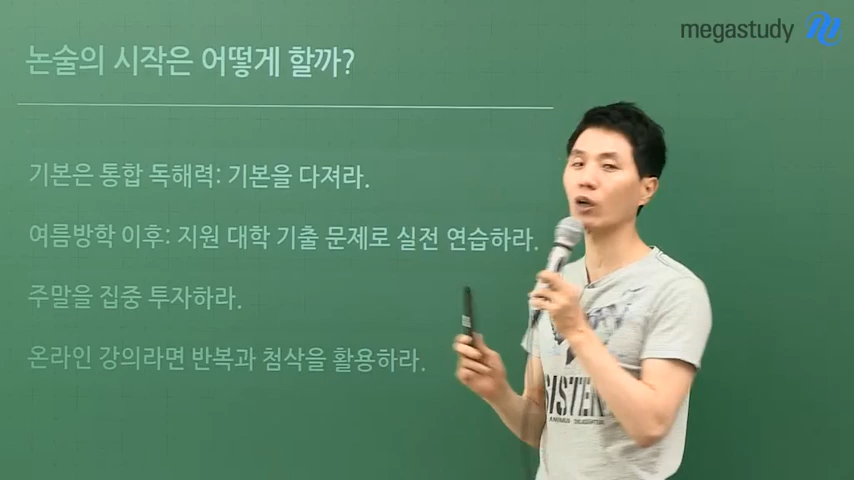 megastudy
논술의 시작은 어떻게 할까?
기본은 통합 독해력: 기본을 다져라.
여름방학 이후: 지원 대학 기출 문제로 실전 연습하라.
주말을 집중 투자하라.
온라인 강의라면 반복과 첨삭을 활용하라.